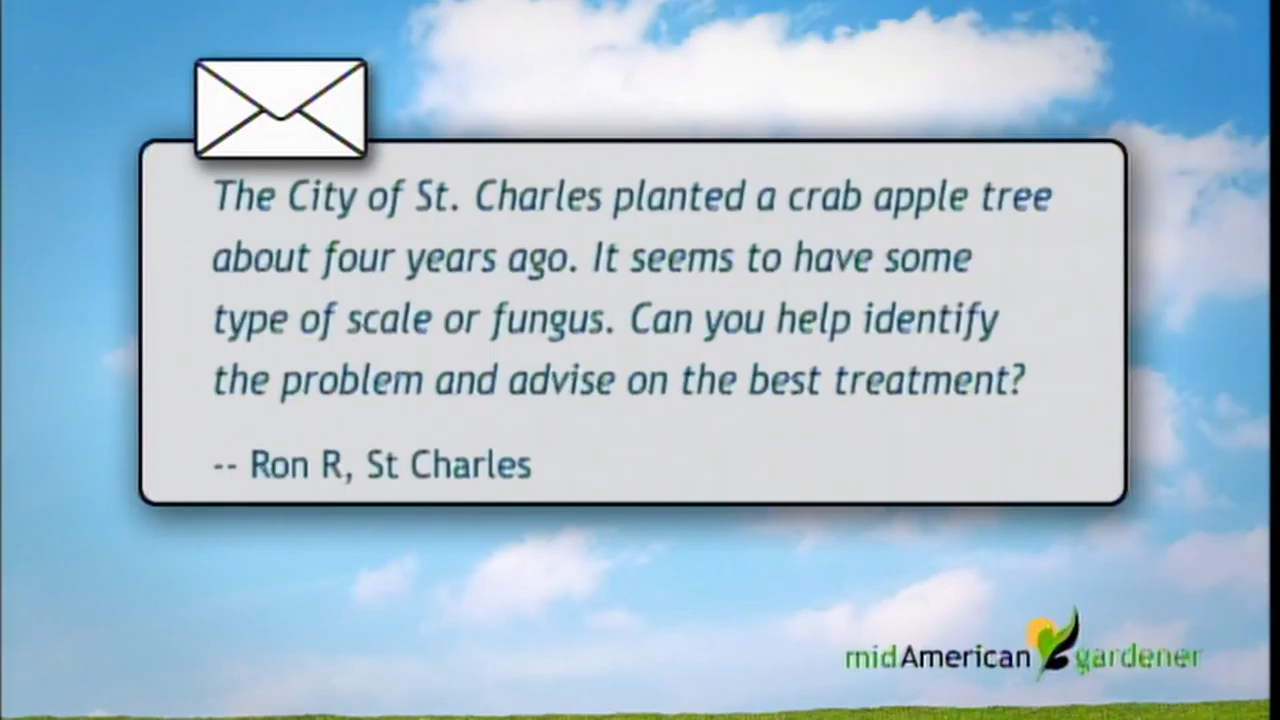 The City of St. Charles planted a crab apple tree
about four years ago. It seems to have some
type of scale or fungus. Can you help identify
the problem and advise on the best treatment?
-- Ron R, St Charles
midAmerican gardener